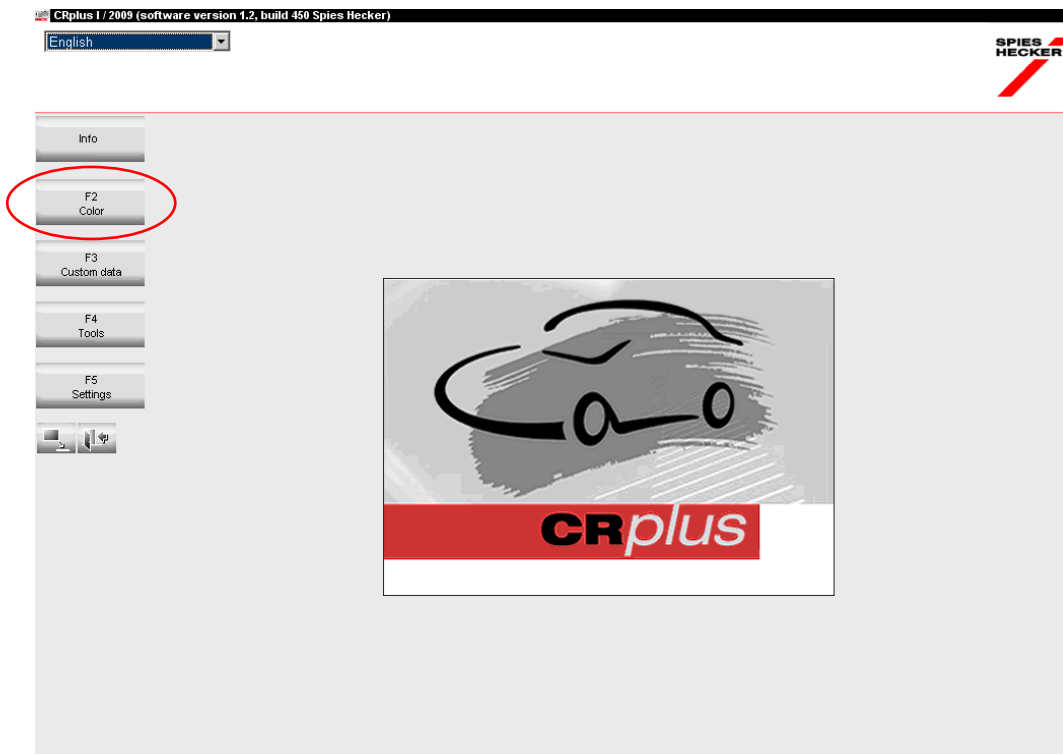 CRplus I / 2009 (software version 1.2, build 450 Spies Hecker)
English
SPIES
HECKER
Info
F2
Color
F3
Custom data
F4
Tools
F5
Settings
CRplus